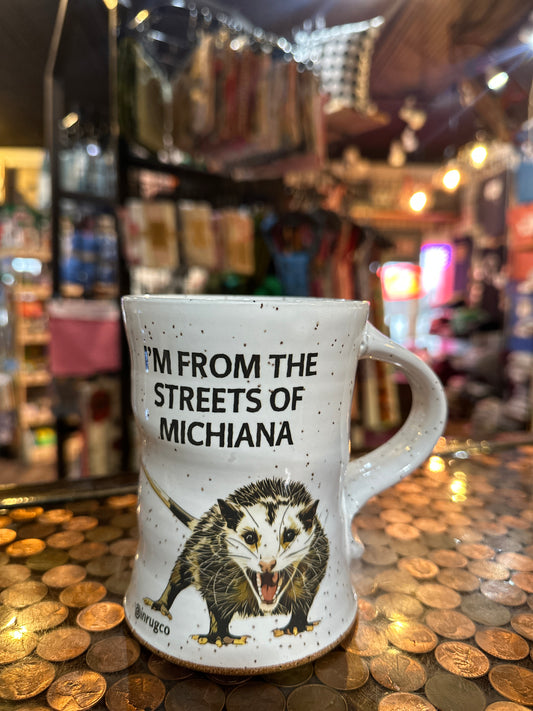 I'M FROM THE
STREETS OF
MICHIANA
@inrugco